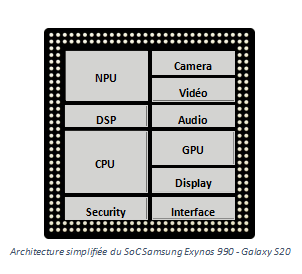 NPU
Camera
Vidéo
DSP
Audio
CPU
GPU
Display
Security
Interface
Architecture simplifiée du SoC Samsung Exynos 990 - Galaxy S20